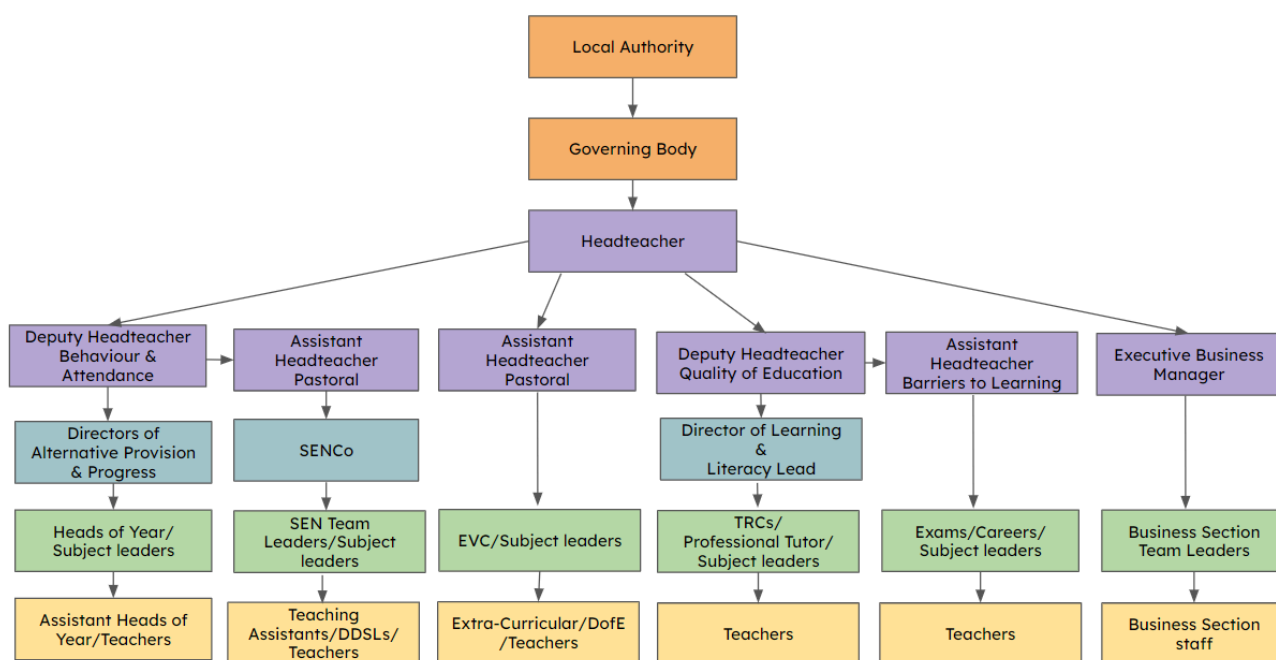 Local Authority
Governing Body
Headteacher
Deputy Headteacher
Behaviour &
Attendance
Assistant
Headteacher
Pastoral
Assistant
Headteacher
Pastoral
Deputy Headteacher
Quality of Education
Assistant
Headteacher
Barriers to Learning
Executive Business
Manager
Directors of
Alternative Provision
& Progress
SENCo
Director of Learning
&
Literacy Lead
Heads of Year/
Subject leaders
SEN Team
Leaders/Subject
leaders
EVC/Subject leaders
TRCs/
Professional Tutor/
Subject leaders
Exams/Careers/
Subject leaders
Business Section
Team Leaders
Assistant Heads of
Year/Teachers
Teaching
Assistants/DDSLs/
Teachers
Extra-Curricular/DofE
/Teachers
Teachers
Teachers
Business Section
staff